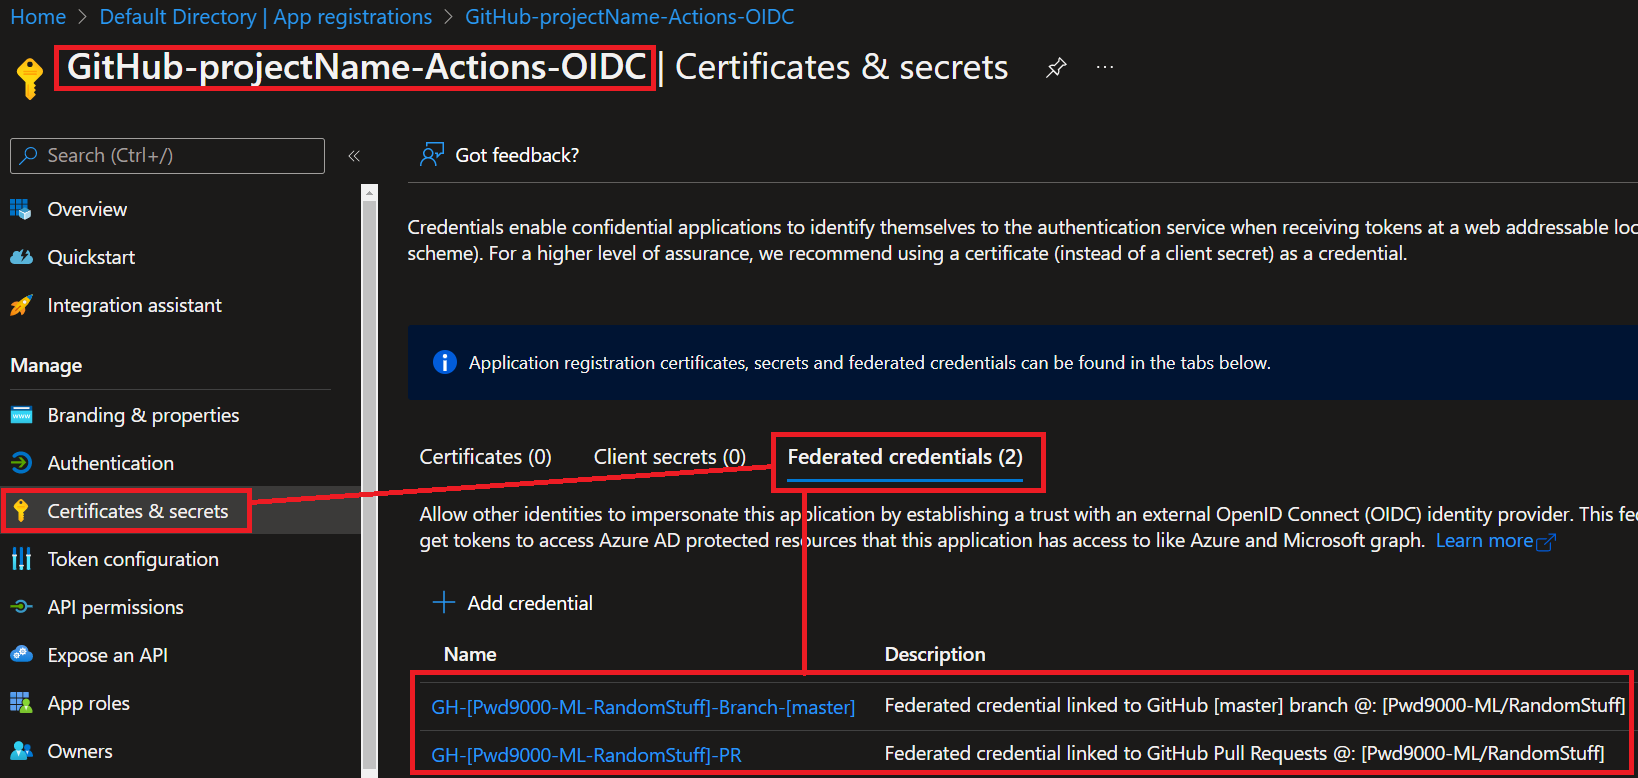 Home > Default Directory | App registrations > GitHub-projectName-Actions-OIDC
GitHub-projectName-Actions-OIDC | Certificates & secrets
Search (Ctrl+/)
«
Overview
Quickstart
Integration assistant
Manage
Branding & properties
Authentication
Certificates & secrets
Token configuration
API permissions
Expose an API
App roles
Owners
Got feedback?
Credentials enable confidential applications to identify themselves to the authentication service when receiving tokens at a web addressable loc
scheme). For a higher level of assurance, we recommend using a certificate (instead of a client secret) as a credential.
Application registration certificates, secrets and federated credentials can be found in the tabs below.
Certificates (0) Client secrets (0) Federated credentials (2)
Allow other identities to impersonate this application by establishing a trust with an external OpenID Connect (OIDC) identity provider. This fe
get tokens to access Azure AD protected resources that this application has access to like Azure and Microsoft graph. Learn more
Add credential
Name Description
GH-[Pwd9000-ML-RandomStuff]-Branch-[master] Federated credential linked to GitHub [master] branch @: [Pwd9000-ML/RandomStuff]
GH-[Pwd9000-ML-RandomStuff]-PR Federated credential linked to GitHub Pull Requests @: [Pwd9000-ML/RandomStuff]